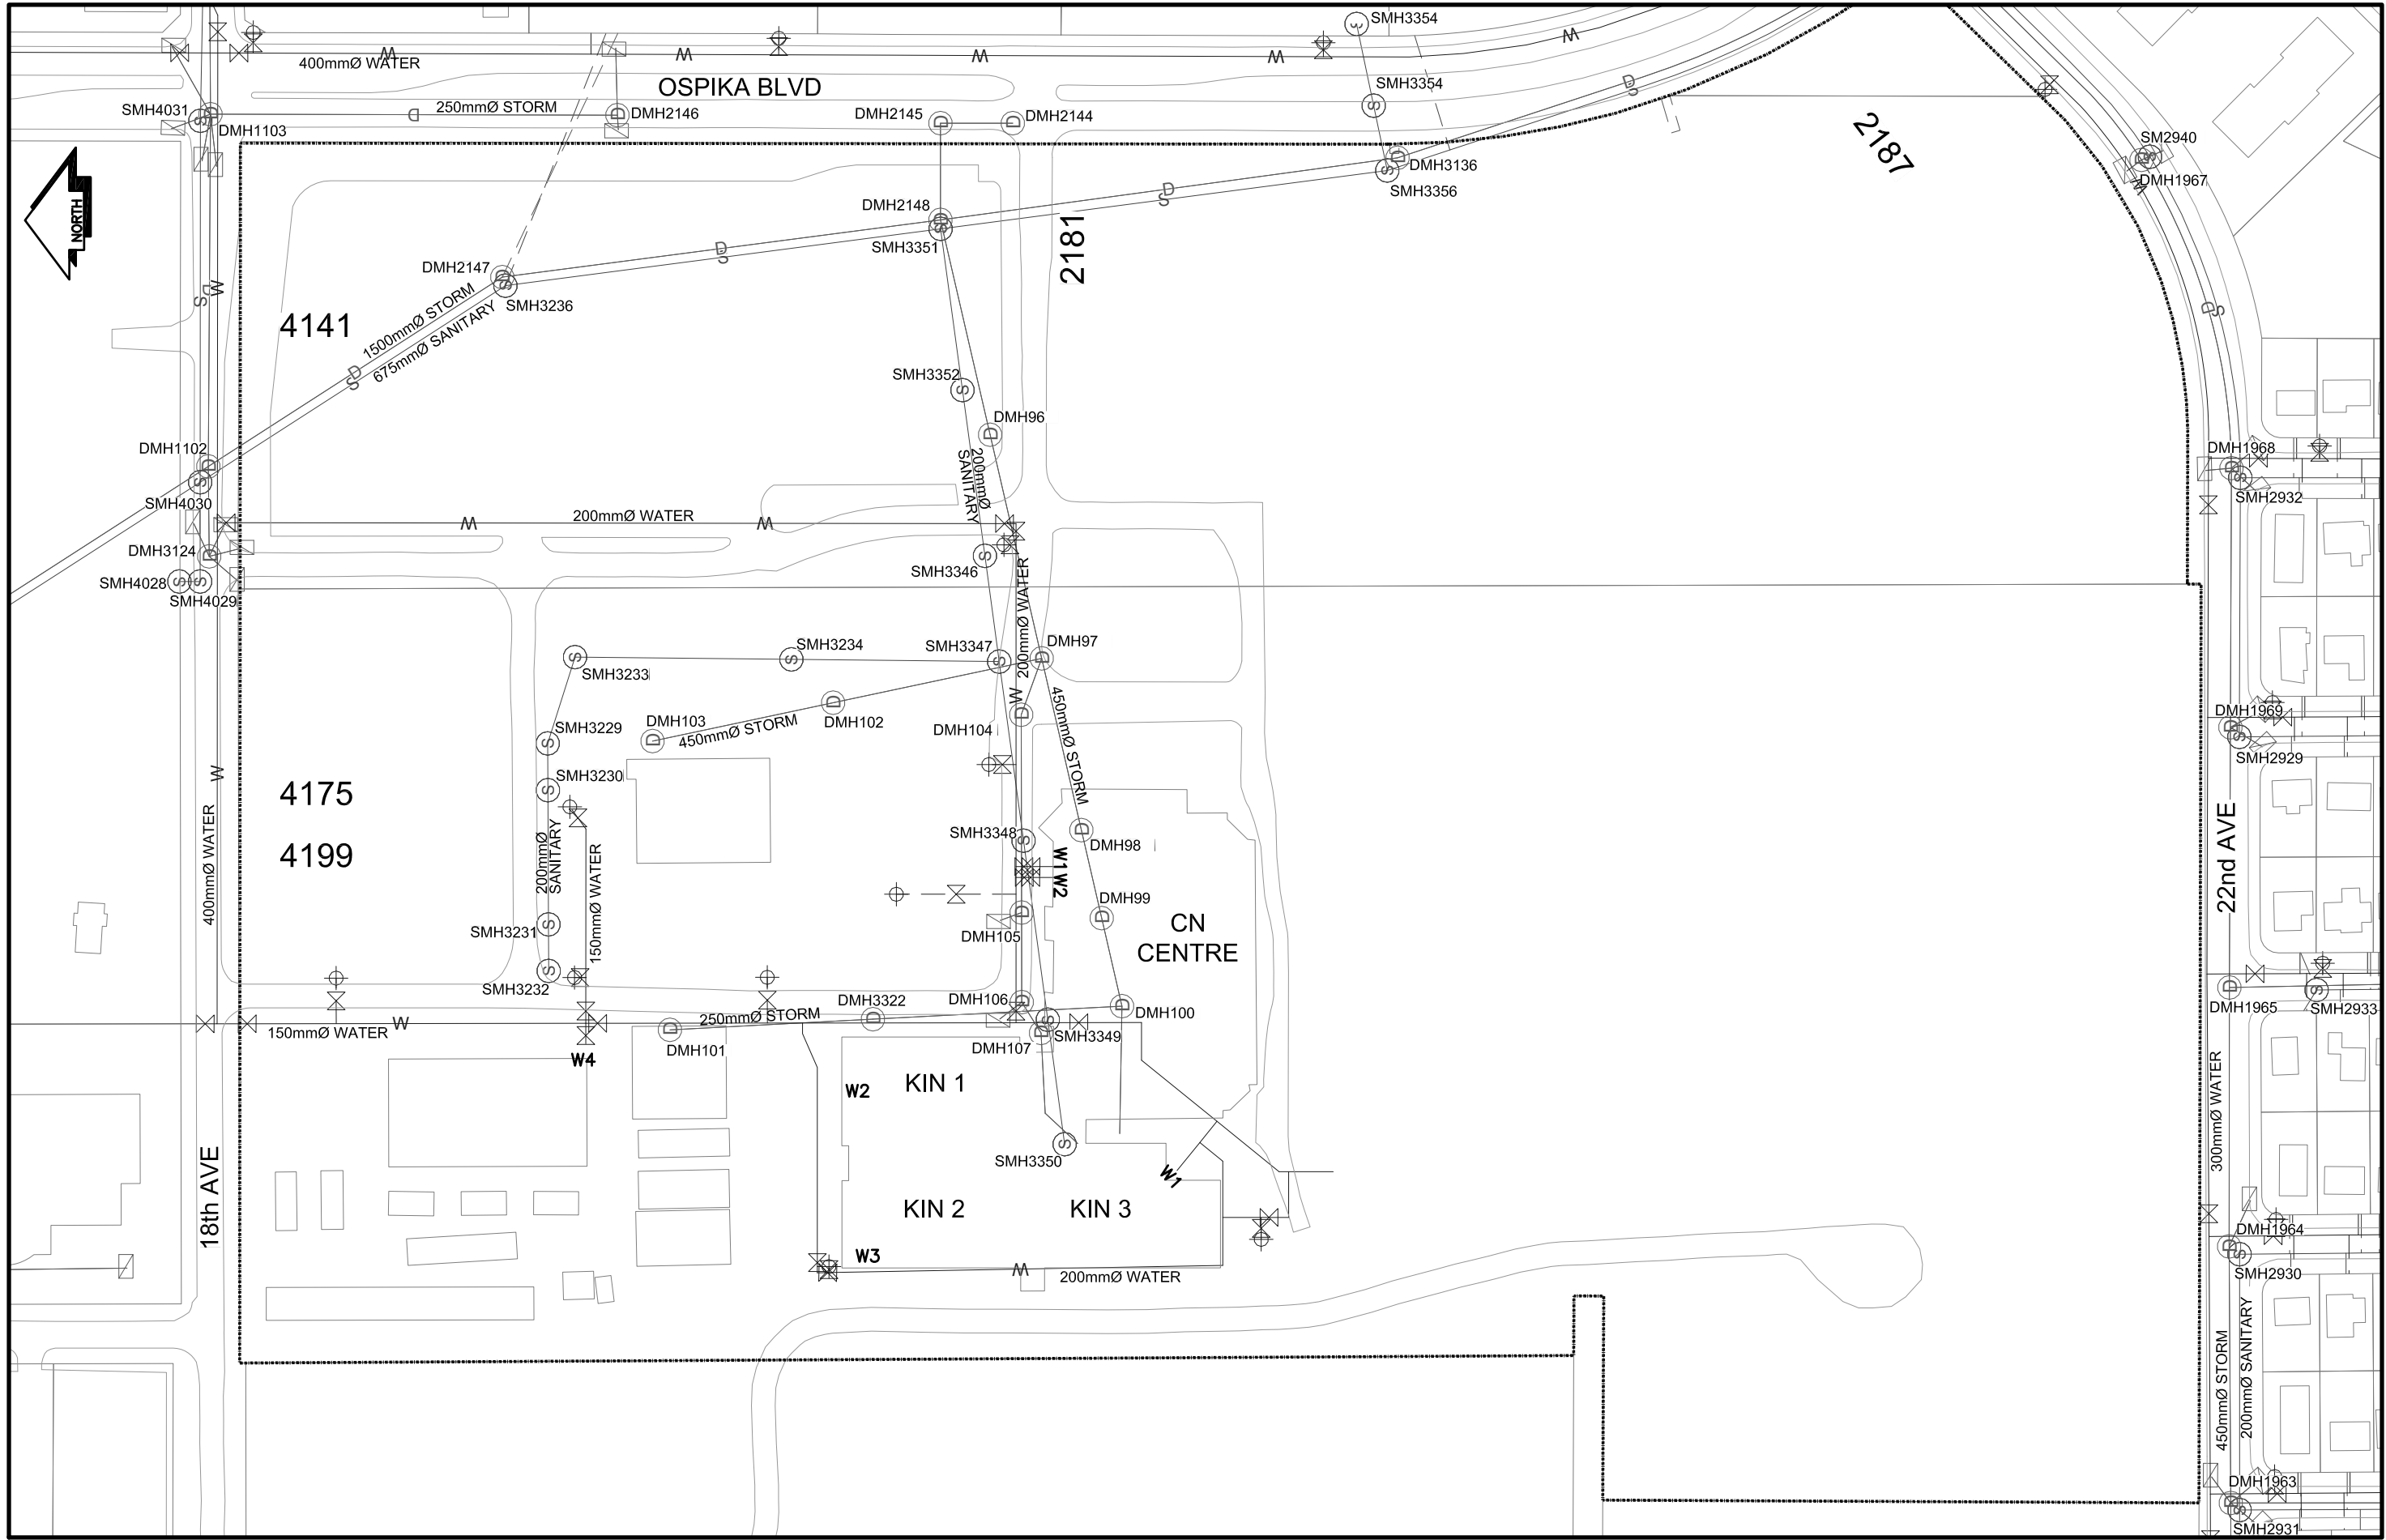 SMH3354
400mmØ WATER
W
W
W
W
W
OSPIKA BLVD
SMH4031
DMH1103
250mmØ STORM
D
DMH2146
DMH2145
DMH2144
SMH3354
D
S
SM2940
DMH1967
W
2187
NORTH
DMH3136
SMH3356
D
S
DMH2148
SMH3351
2181
D
S
DMH2147
SMH3236
D
S
W
4141
1500mmØ STORM
675mmØ SANITARY
D
S
D
S
SMH3352
DMH96
200mmØ
SANITARY
DMH1102
SMH4030
DMH1968
SMH2932
200mmØ WATER
W
W
DMH3124
SMH4028
SMH4029
SMH3346
200mmØ WATER
SMH3234
SMH3347
DMH97
SMH3233
W
DMH103
450mmØ STORM
DMH102
DMH104
450mmØ STORM
SMH3229
DMH1969
SMH2929
SMH3230
W
4175
4199
400mmØ WATER
200mmØ
SANITARY
150mmØ WATER
SMH3348
DMH98
W1 W2
22nd AVE
DMH99
CN
CENTRE
SMH3231
DMH105
SMH3232
DMH3322
DMH106
DMH100
DMH1965
SMH2933
150mmØ WATER
W
250mmØ STORM
DMH101
DMH107
SMH3349
W4
W2
KIN 1
300mmØ WATER
SMH3350
W1
18th AVE
KIN 2
KIN 3
DMH1964
SMH2930
W3
W
200mmØ WATER
450mmØ STORM
200mmØ SANITARY
DMH1963
SMH2931